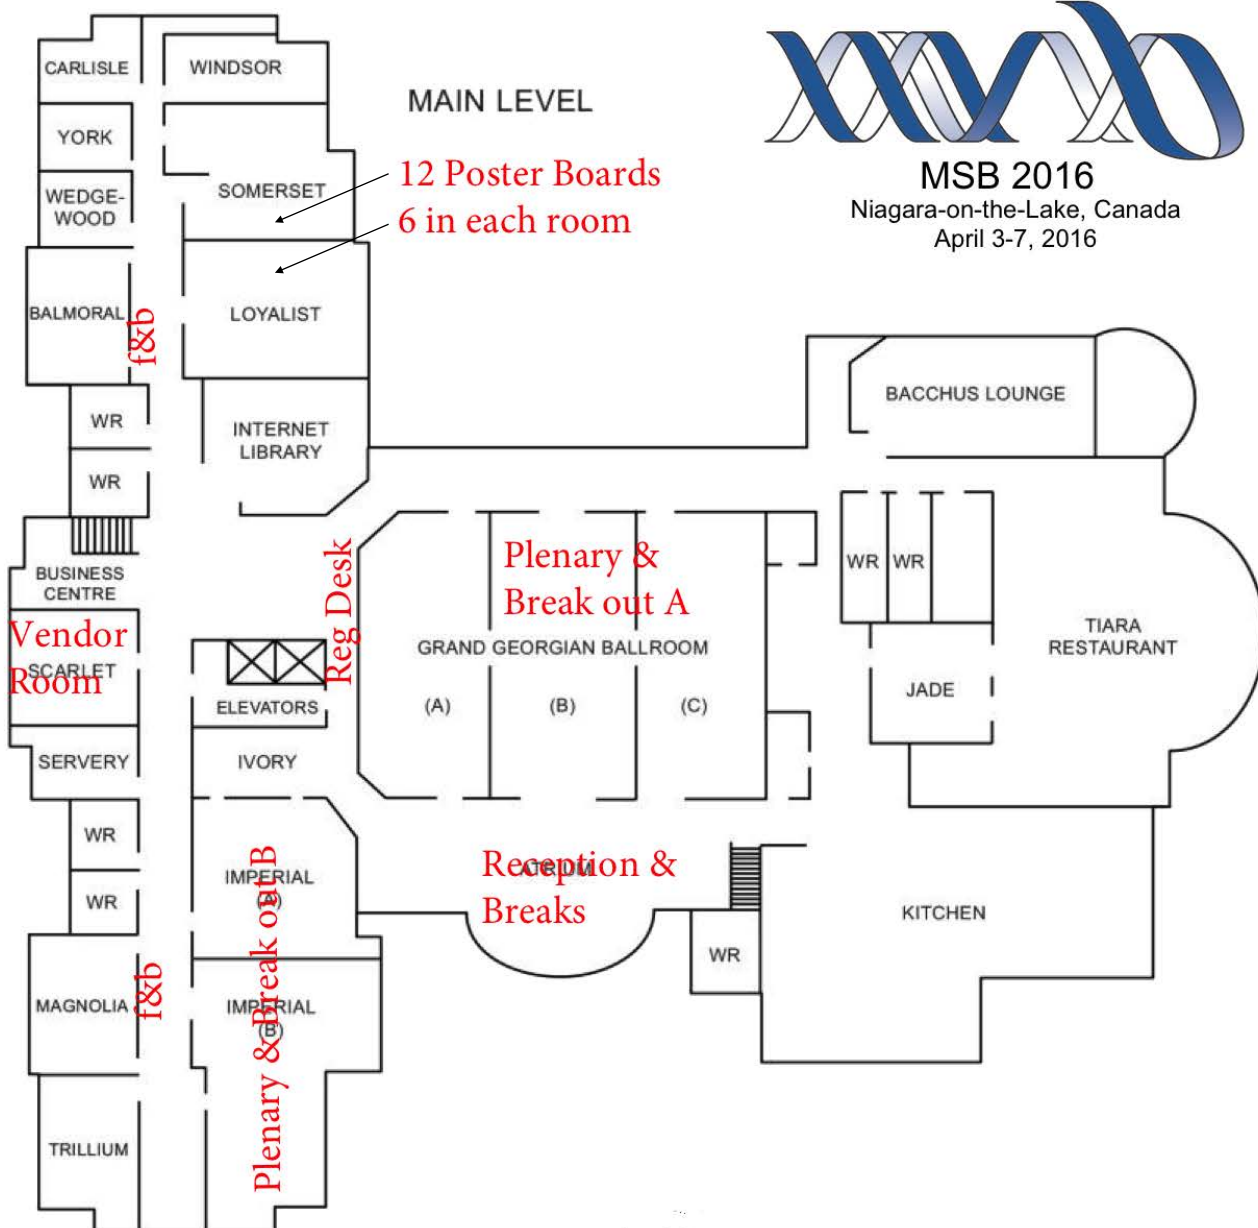 CARLISLE
WINDSOR
MAIN LEVEL
YORK
12 Poster Boards
6 in each room
SOMERSET
WEDGE-
WOOD
MSB 2016
Niagara-on-the-Lake, Canada
April 3-7, 2016
BALMORAL
f&b
LOYALIST
BACCHUS LOUNGE
WR
INTERNET
LIBRARY
WR
BUSINESS
CENTRE
Reg Desk
Plenary &
Break out A
WR
WR
Vendor
Room
SCARLET
GRAND GEORGIAN BALLROOM
TIARA
RESTAURANT
ELEVATORS
(A)
(B)
(C)
JADE
SERVERY
IVORY
WR
IMPERIAL
(A)
Reception &
Breaks
ATRIUM
WR
KITCHEN
WR
MAGNOLIA
f&b
IMPERIAL
(B)
Plenary & Break out B
TRILLIUM